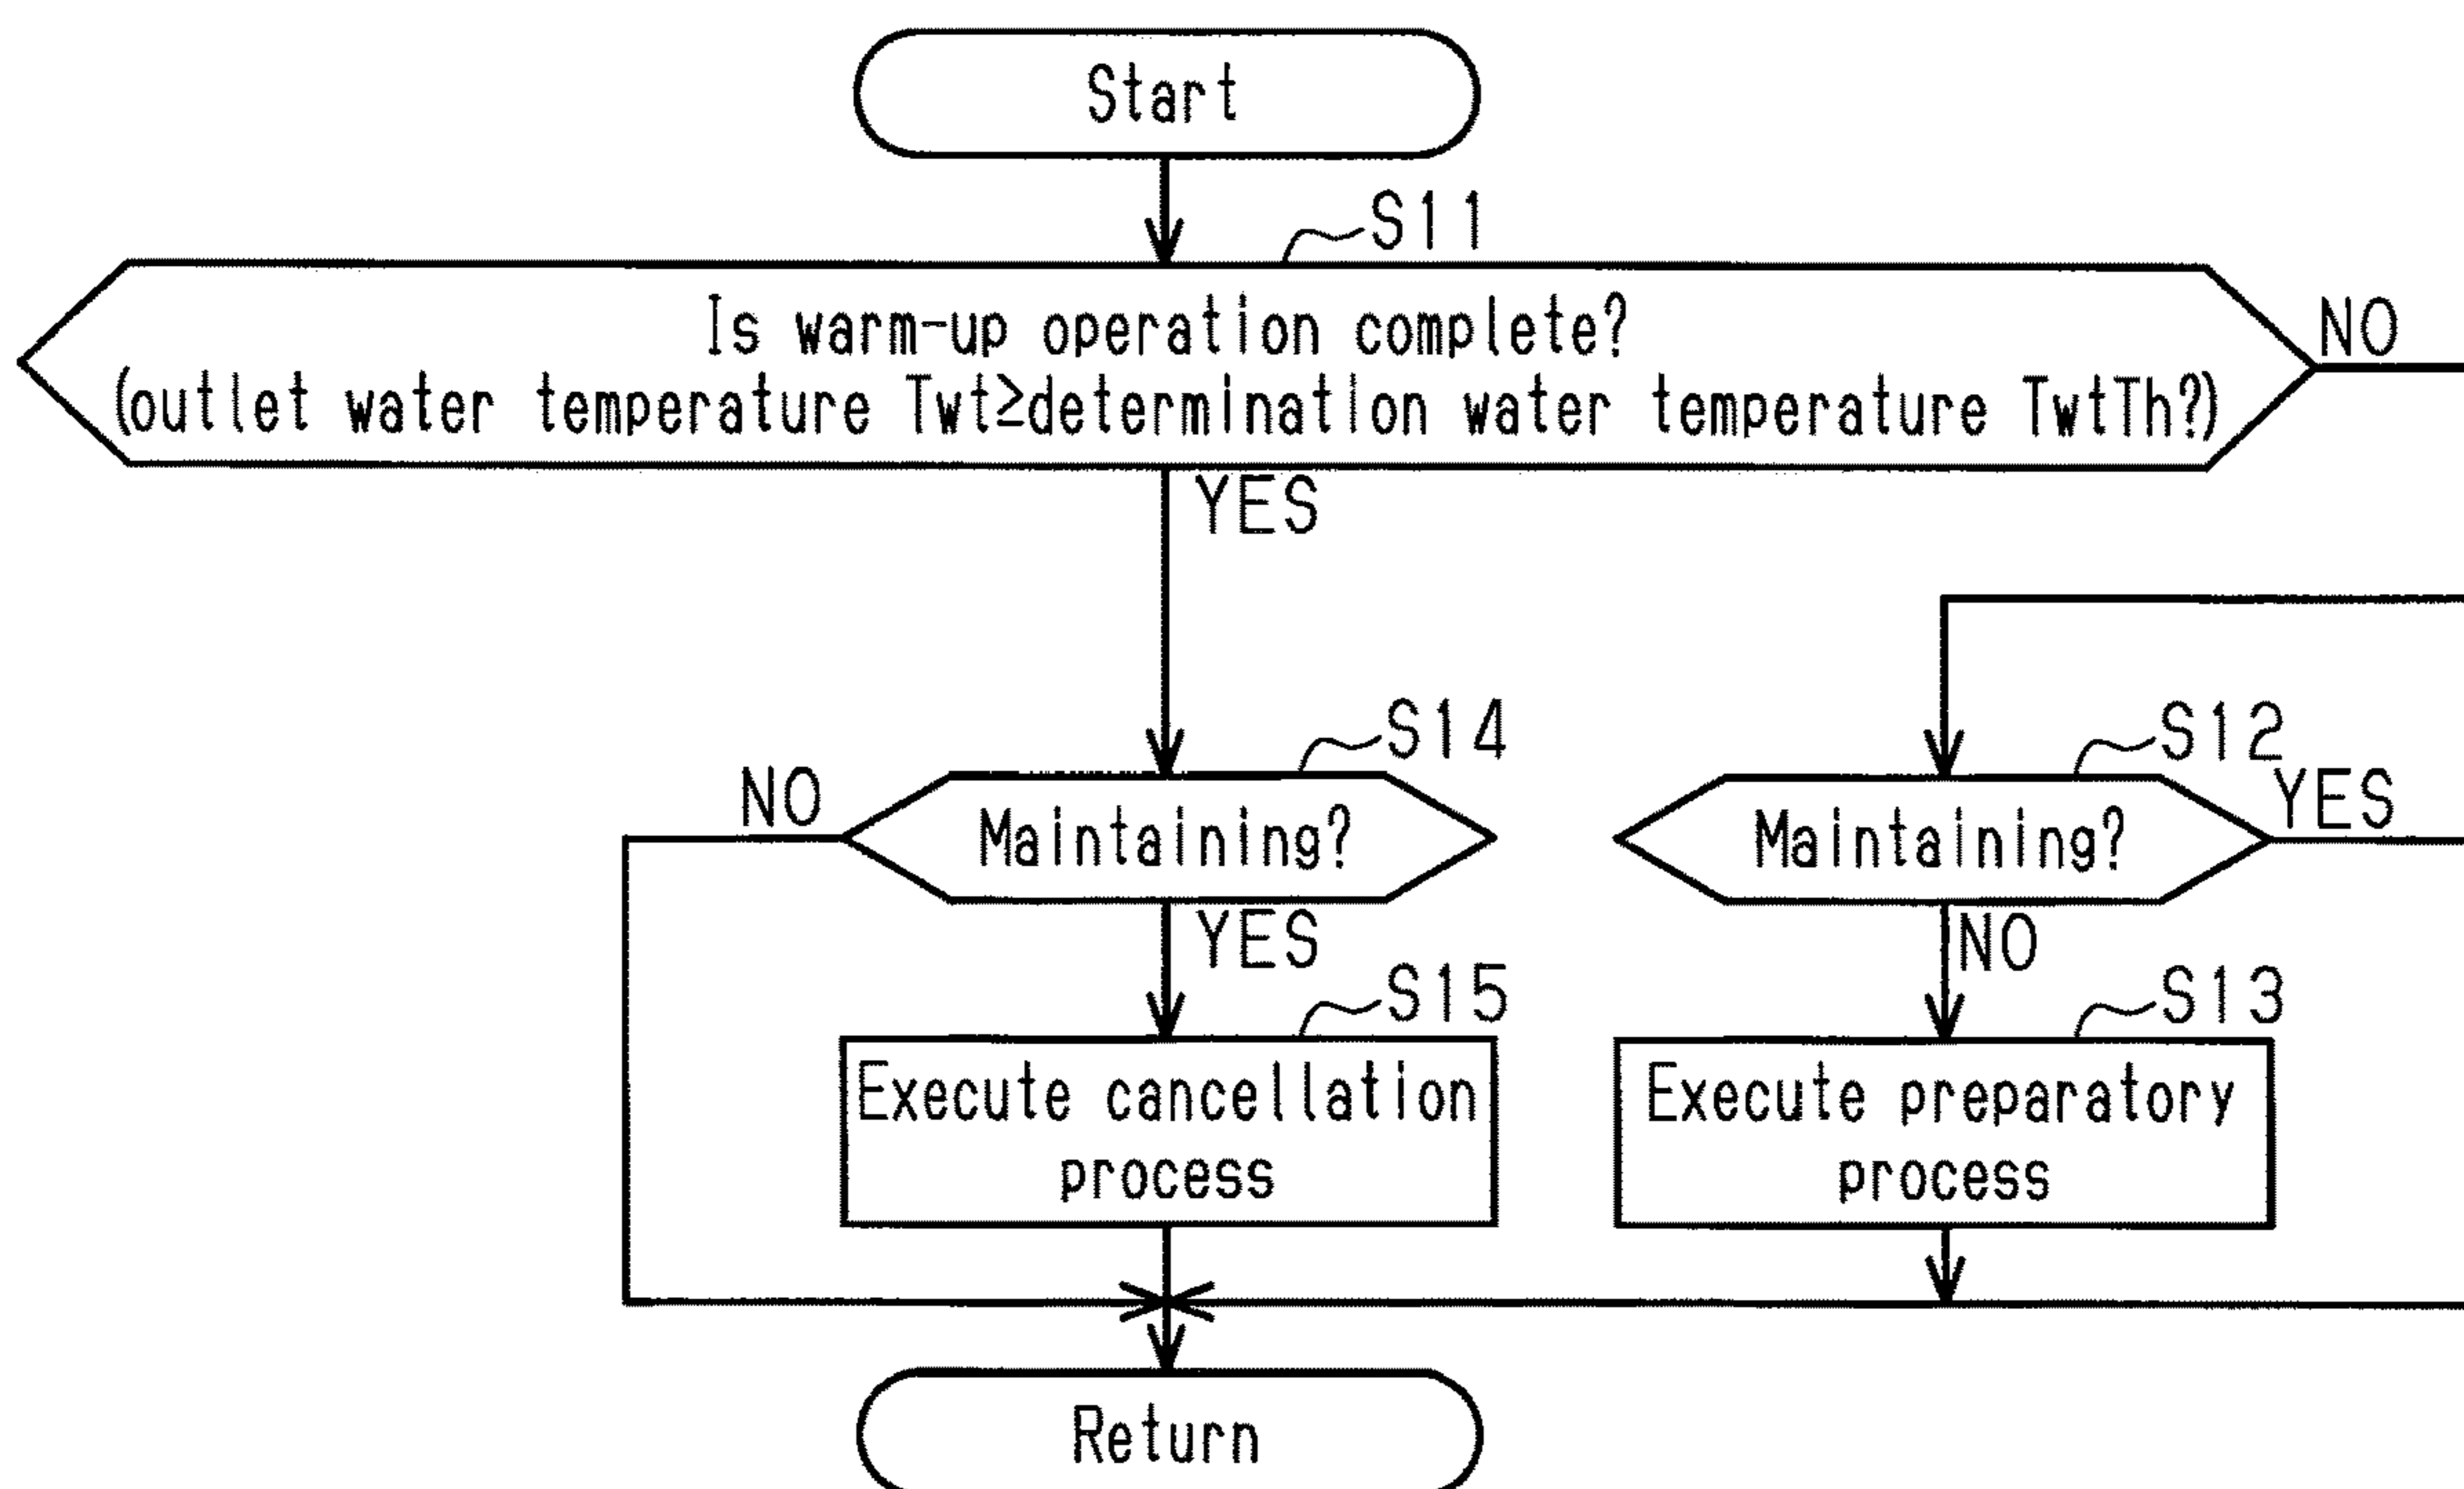 Start
S11
Is warm-up operation complete?
(outlet water temperature Twt≥determination water temperature TwtTh?)
NO
YES
S14
NO
Maintaining?
YES
S15
Execute cancellation
process
S12
Maintaining?
YES
NO
S13
Execute preparatory
process
Return